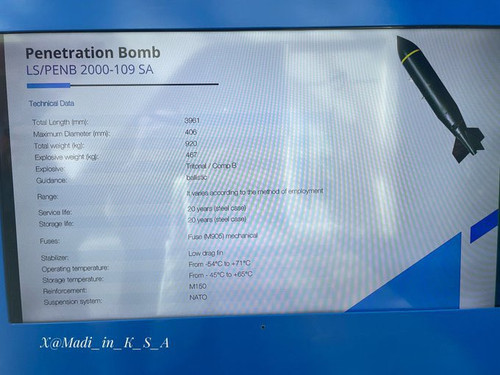 Penetration Bomb
LS/PENB 2000-109 SA
Technical Data
Total Length (mm): 3961
Maximum Diameter (mm): 406
Total weight (kg): 920
Explosive weight (kg): 467
Explosive: Tritonal / Comp B
Guidance: ballistic
Range: It varies according to the method of employment
Service life: 20 years (steel case)
Storage life: 20 years (steel case)
Fuses: Fuse (M905) mechanical
Stabilizer: Low drag fin
Operating temperature: From -54°C to +71°C
Storage temperature: From - 45°C to +65°C
Reinforcement: M150
Suspension system: NATO
X@Madi_in_K_S_A